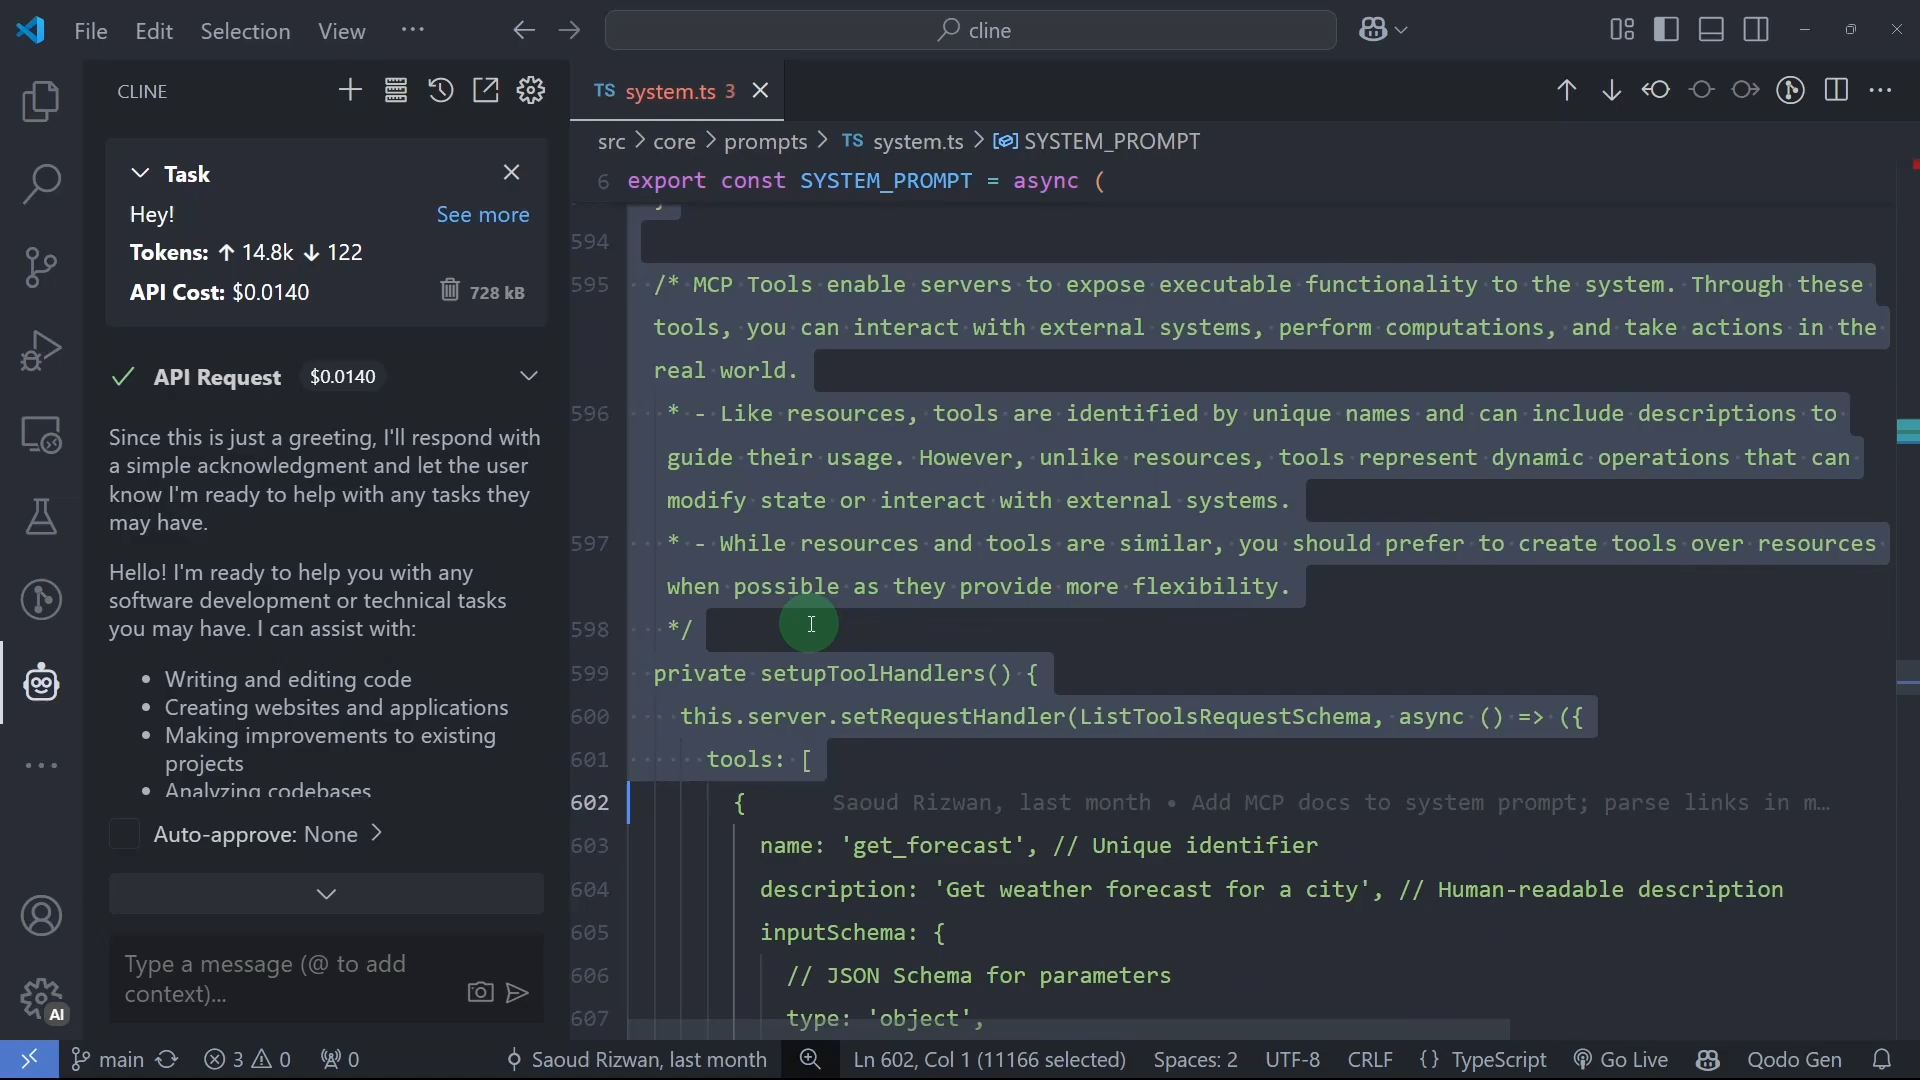 File Edit Selection View ···
cline
CLINE
TS system.ts 3
src > core > prompts > TS system.ts > SYSTEM_PROMPT
6 export const SYSTEM_PROMPT = async (
Task
Hey! See more
Tokens: ↑ 14.8k ↓ 122
API Cost: $0.0140 728 kB
API Request $0.0140
Since this is just a greeting, I'll respond with
a simple acknowledgment and let the user
know I'm ready to help with any tasks they
may have.
Hello! I'm ready to help you with any
software development or technical tasks
you may have. I can assist with:
• Writing and editing code
• Creating websites and applications
• Making improvements to existing
projects
• Analyzing codebases
Auto-approve: None >
Type a message (@ to add
context)...
AI
594
595 /* MCP Tools enable servers to expose executable functionality to the system. Through these
tools, you can interact with external systems, perform computations, and take actions in the
real world.
596 * - Like resources, tools are identified by unique names and can include descriptions to
guide their usage. However, unlike resources, tools represent dynamic operations that can
modify state or interact with external systems.
597 * - While resources and tools are similar, you should prefer to create tools over resources
when possible as they provide more flexibility.
598 */
599 private setupToolHandlers() {
600 this.server.setRequestHandler(ListToolsRequestSchema, async () => ({
601 tools: [
602 { Saoud Rizwan, last month • Add MCP docs to system prompt; parse links in m…
603 name: 'get_forecast', // Unique identifier
604 description: 'Get weather forecast for a city', // Human-readable description
605 inputSchema: {
606 // JSON Schema for parameters
607 type: 'object',
main 3 0 0 Saoud Rizwan, last month Ln 602, Col 1 (11166 selected) Spaces: 2 UTF-8 CRLF {} TypeScript Go Live Qodo Gen